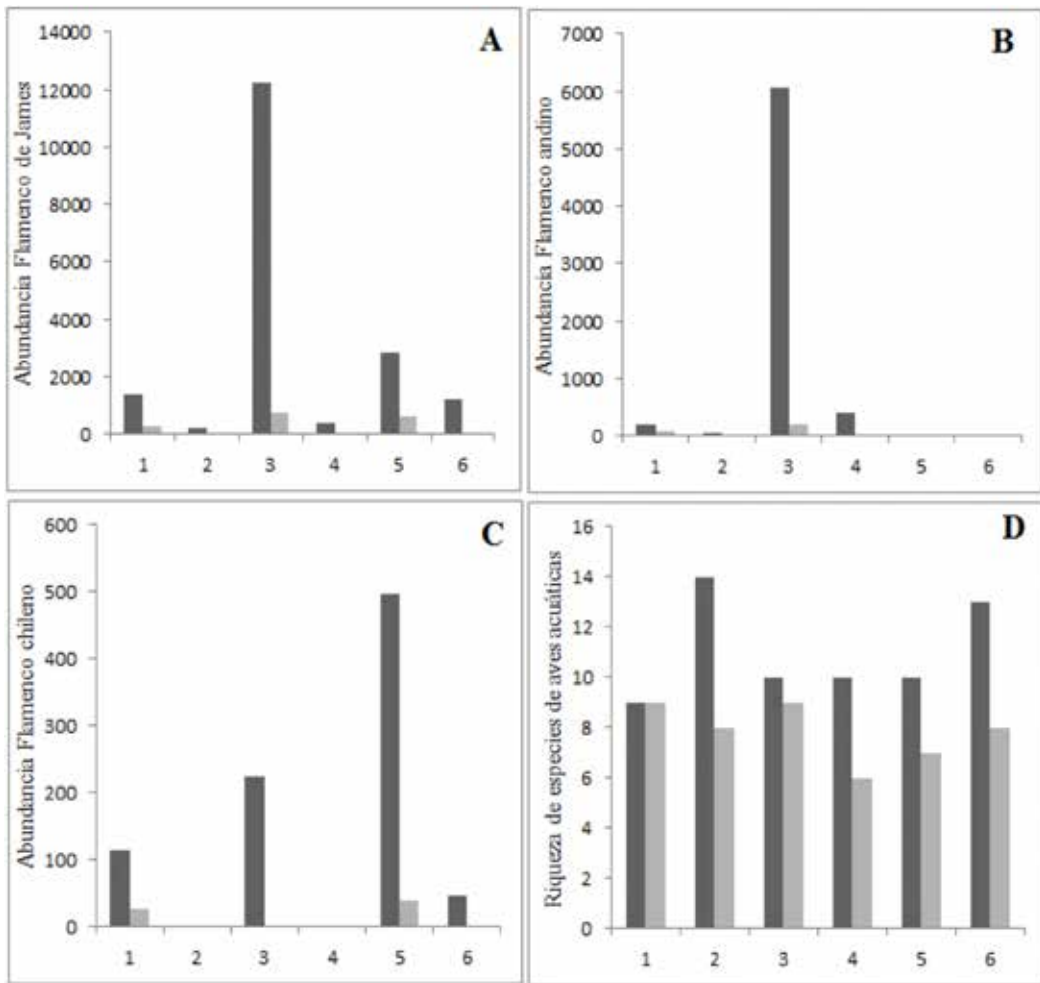 A
Abundancia Flamenco de James
14000
12000
10000
8000
6000
4000
2000
0
1 2 3 4 5 6
B
Abundancia Flamenco andino
7000
6000
5000
4000
3000
2000
1000
0
1 2 3 4 5 6
C
Abundancia Flamenco chileno
600
500
400
300
200
100
0
1 2 3 4 5 6
D
Riqueza de especies de aves acuáticas
16
14
12
10
8
6
4
2
0
1 2 3 4 5 6